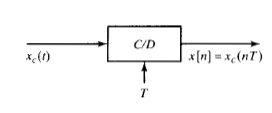 C/D
x_c(t)
x[n] = x_c(nT)
T